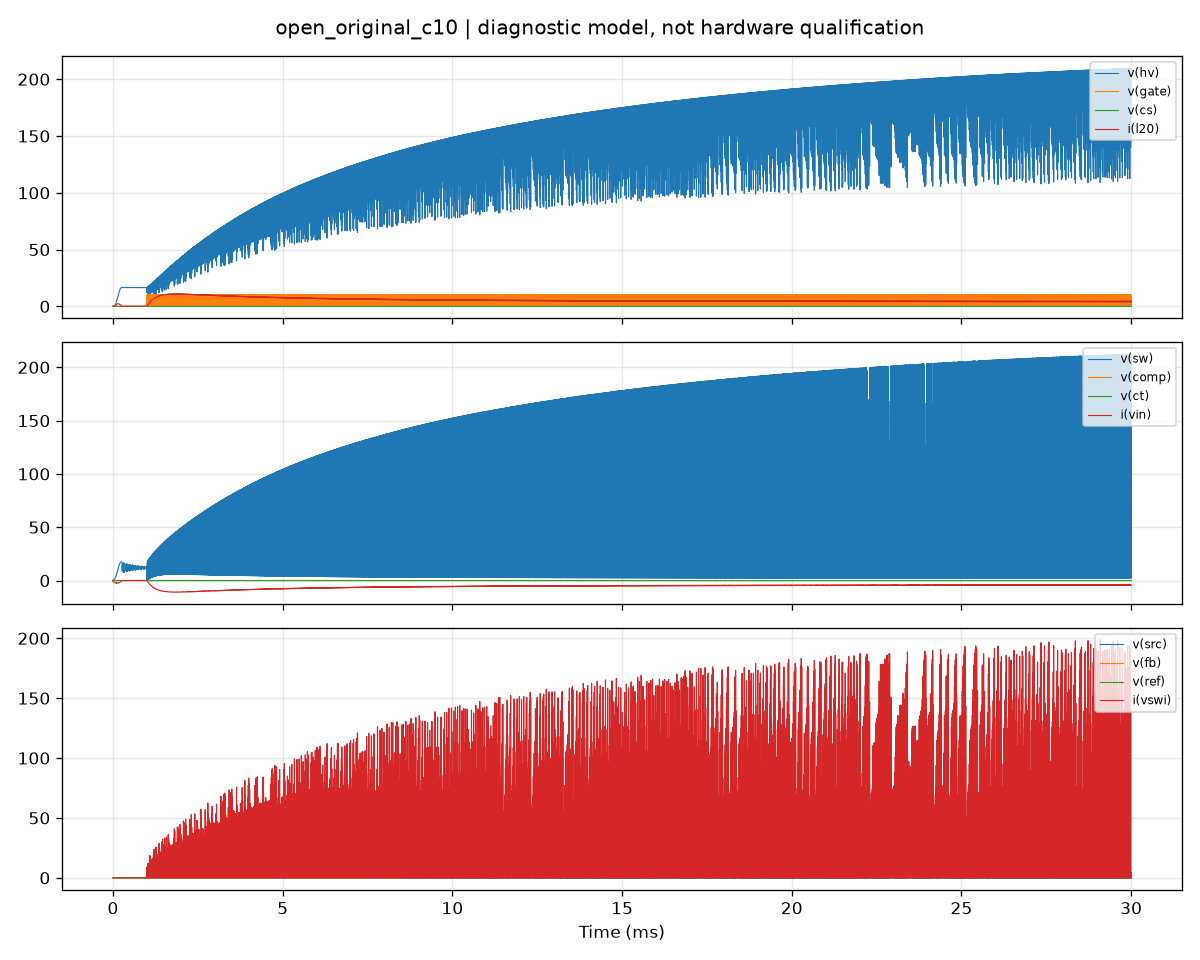 open_original_c10 | diagnostic model, not hardware qualification
200
150
100
50
0
v(hv)
v(gate)
v(cs)
i(l20)
200
150
100
50
0
v(sw)
v(comp)
v(ct)
i(vin)
200
150
100
50
0
v(src)
v(fb)
v(ref)
i(vswi)
0 5 10 15 20 25 30
Time (ms)